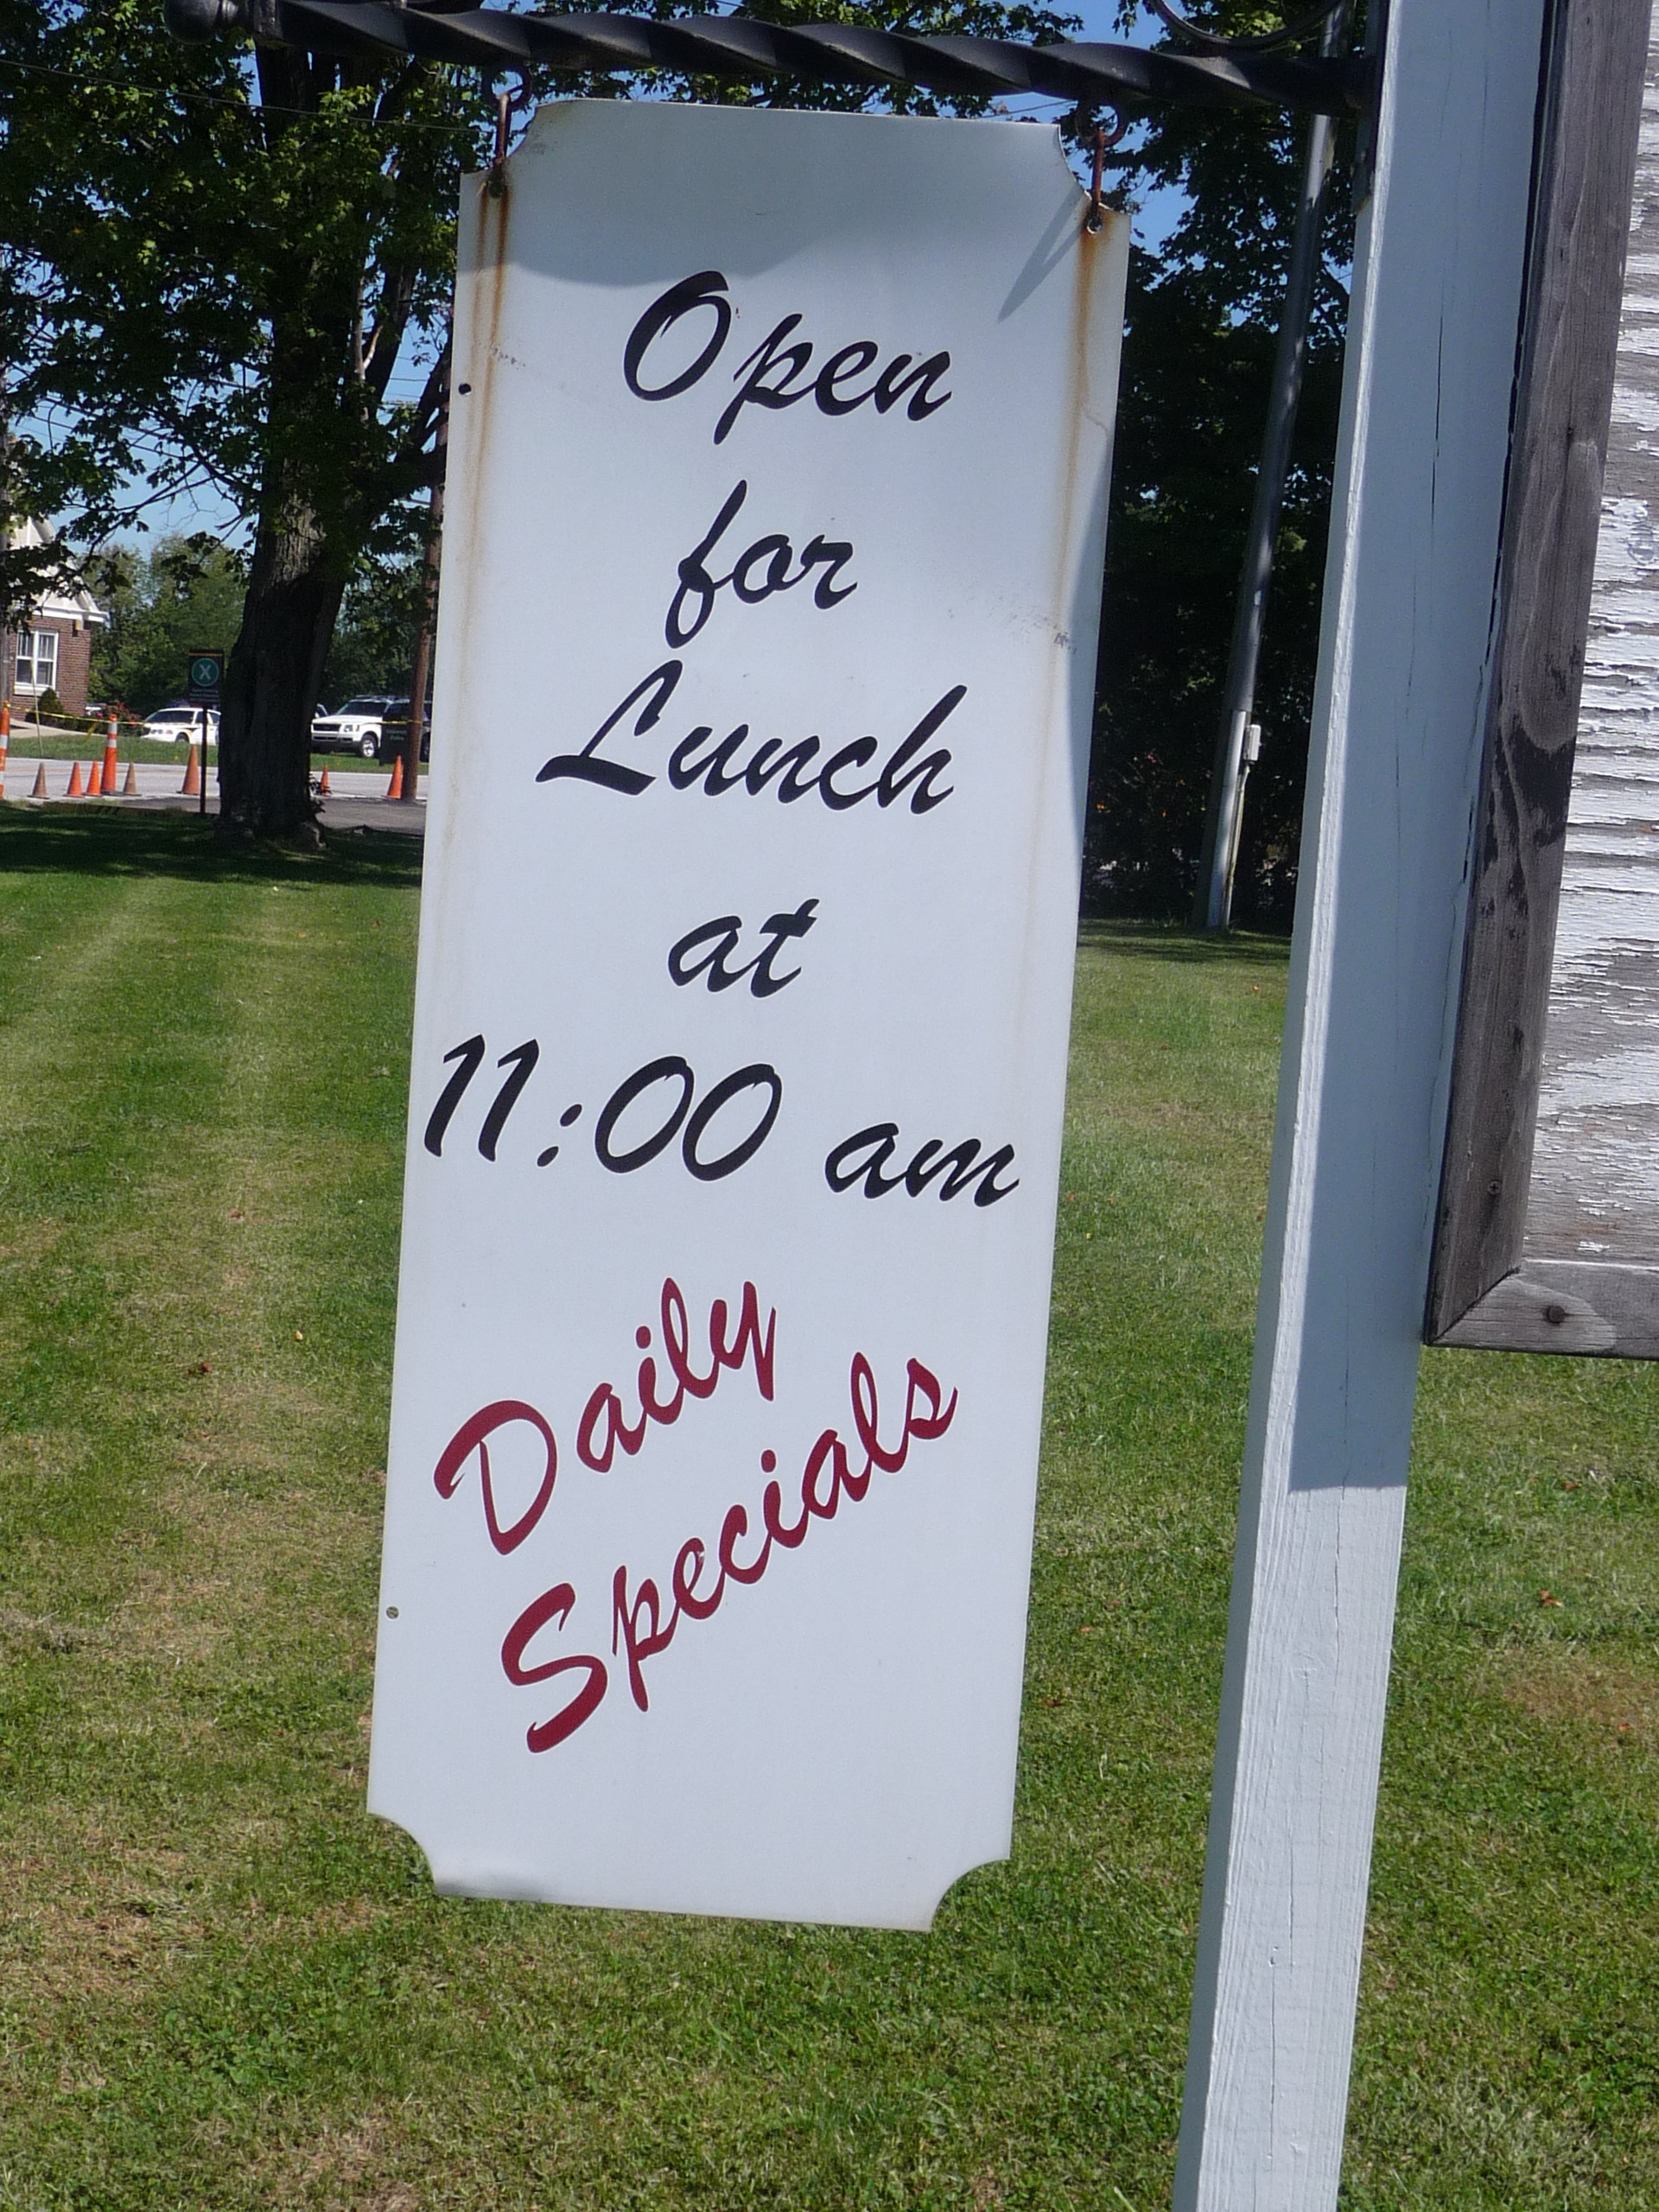 Open
for
Lunch
at
11:00 am
Daily
Specials
X